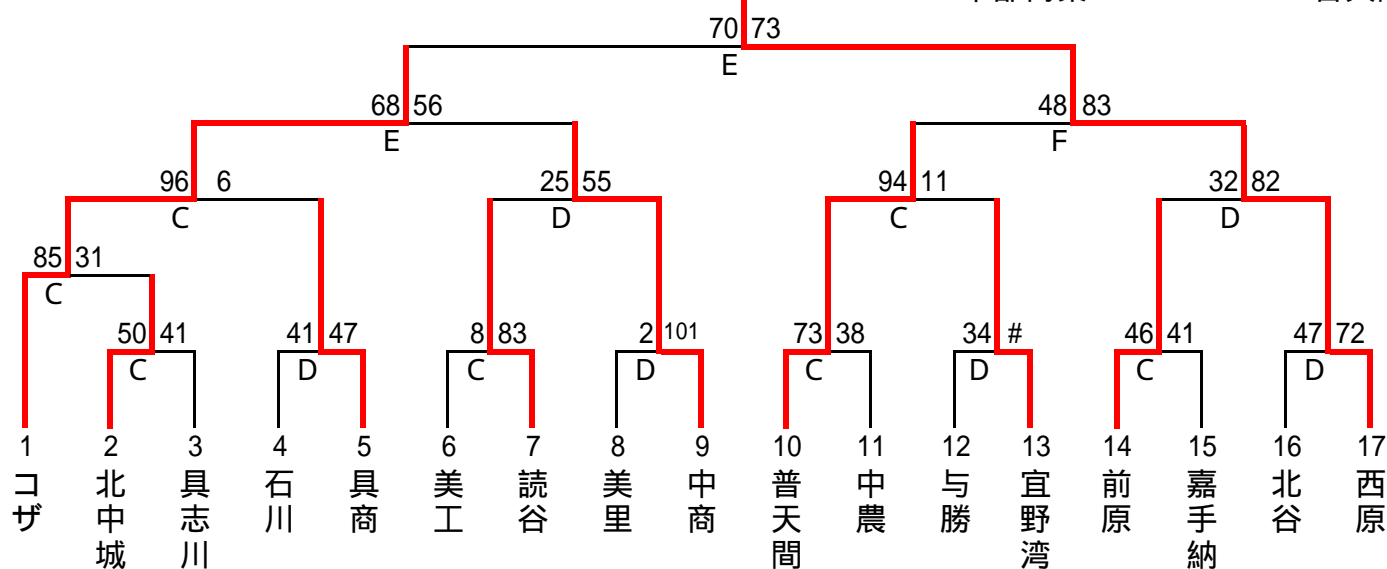 70 73
E
68 56
E
48 83
F
96 6
C
25 55
D
94 11
C
32 82
D
85 31
C
50 41
C
41 47
D
8 83
C
2 101
D
73 38
C
34 #
D
46 41
C
47 72
D
1 2 3 4 5 6 7 8 9 10 11 12 13 14 15 16 17
コザ
北中城
具志川
石川
具商
美工
読谷
美里
中商
普天間
中農
与勝
宜野湾
前原
嘉手納
北谷
西原